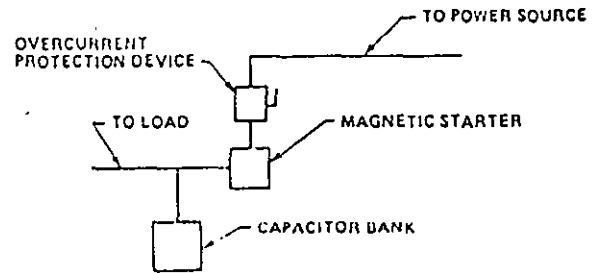 TO POWER SOURCE
OVERCURRENT
PROTECTION DEVICE
TO LOAD
MAGNETIC STARTER
CAPACITOR BANK